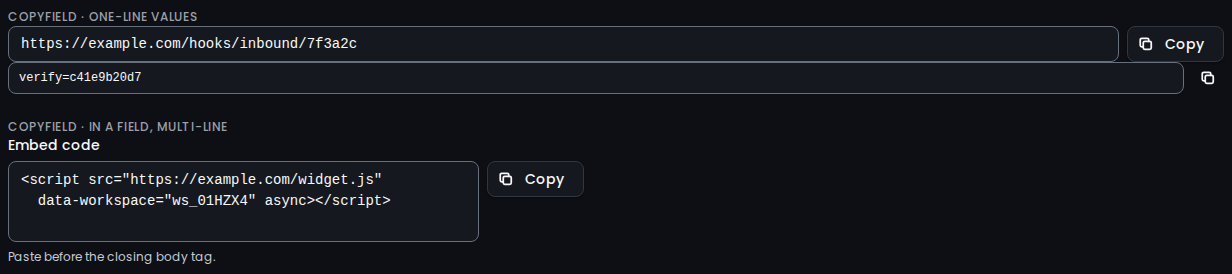 COPYFIELD · ONE-LINE VALUES
https://example.com/hooks/inbound/7f3a2c
Copy
verify=c41e9b20d7
COPYFIELD · IN A FIELD, MULTI-LINE
Embed code
<script src="https://example.com/widget.js"
  data-workspace="ws_01HZX4" async></script>
Copy
Paste before the closing body tag.